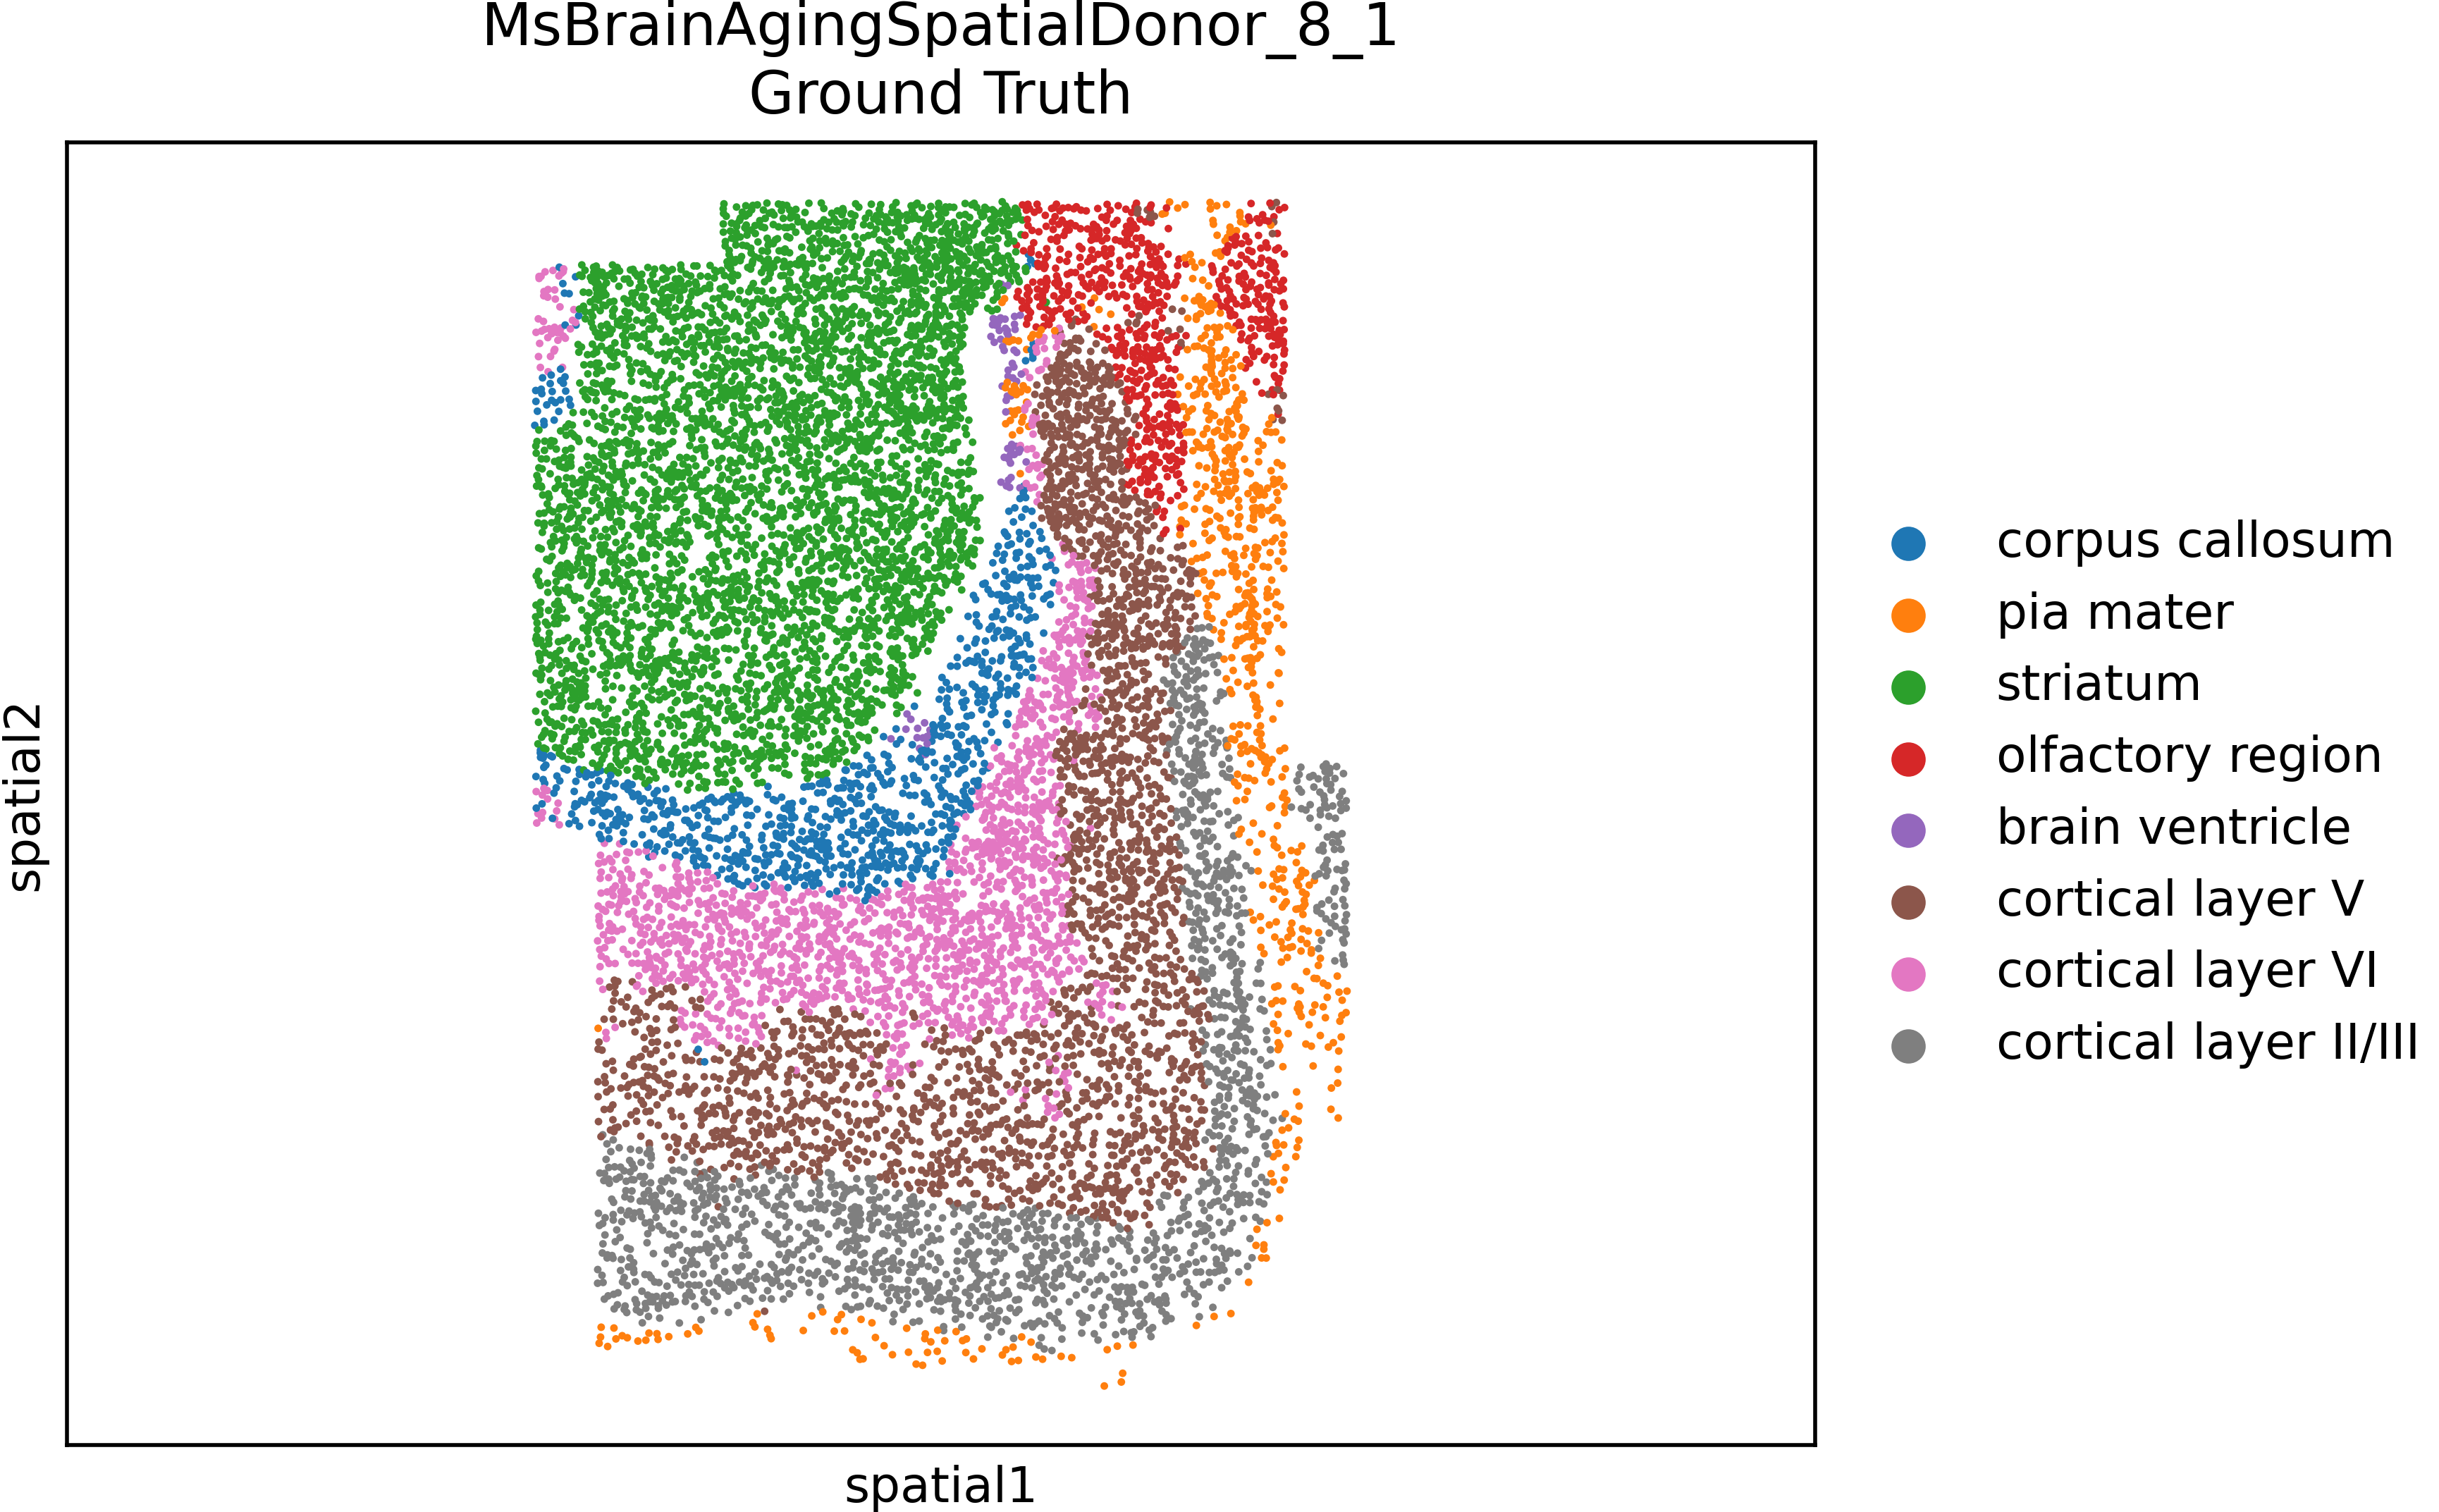 MsBrainAgingSpatialDonor_8_1
Ground Truth
spatial2
spatial1
corpus callosum
pia mater
striatum
olfactory region
brain ventricle
cortical layer V
cortical layer VI
cortical layer II/III